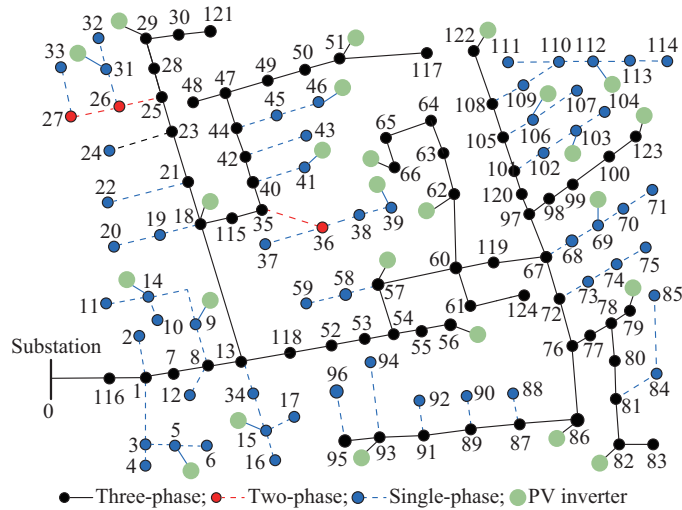 32 29 30 121
33 31 28 48 47 49 50 51 117 122 111 110 112 113 114
27 26 25 45 46 65 64 108 109 107 104
24 23 44 43 63 105 106 103 123
22 21 42 41 66 62 104 102 100
20 19 18 40 39 120 99
115 35 36 38 97 98 69 70 71
37 60 119 67 68
11 14 59 58 57 61 124 73 74 75 85
2 10 9 72 78 79
Substation 118 52 53 54 55 56 76 77
0 116 1 7 8 13 94 80 84
12 34 96 92 90 88 81
3 5 15 17 95 93 91 89 87 86 82 83
4 6 16
Three-phase; Two-phase; Single-phase; PV inverter